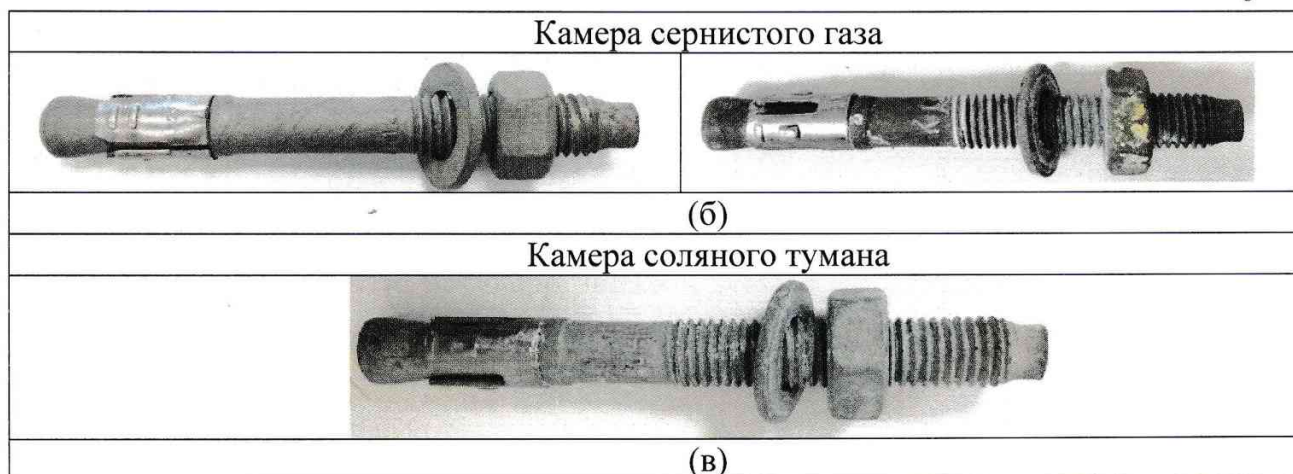 Камера сернистого газа
(б)
Камера соляного тумана
(в)